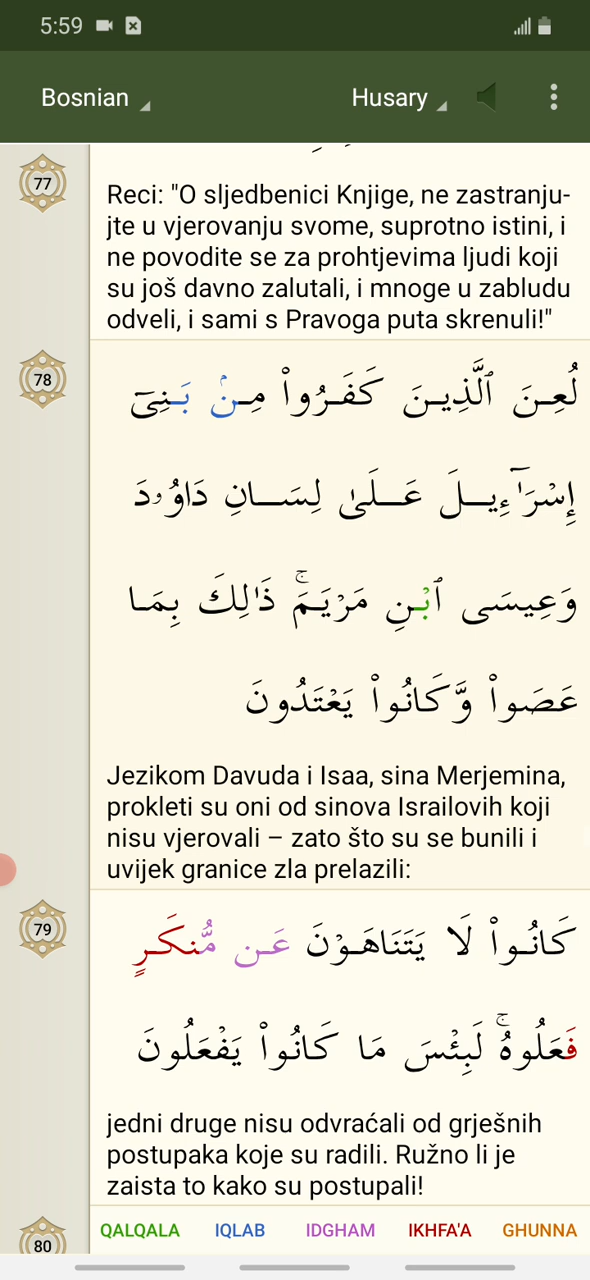 5:59
Bosnian
Husary
77
Reci: "O sljedbenici Knjige, ne zastranju-
jte u vjerovanju svome, suprotno istini, i
ne povodite se za prohtjevima ljudi koji
su još davno zalutali, i mnoge u zabludu
odveli, i sami s Pravoga puta skrenuli!"
78
لُعِنَ ٱلَّذِينَ كَفَرُوا۟ مِنۢ بَنِىٓ
إِسْرَٰٓءِيلَ عَلَىٰ لِسَانِ دَاوُۥدَ
وَعِيسَى ٱبْنِ مَرْيَمَ ۚ ذَٰلِكَ بِمَا
عَصَوا۟ وَّكَانُوا۟ يَعْتَدُونَ
Jezikom Davuda i Isaa, sina Merjemina,
prokleti su oni od sinova Israilovih koji
nisu vjerovali – zato što su se bunili i
uvijek granice zla prelazili:
79
كَانُوا۟ لَا يَتَنَاهَوْنَ عَن مُّنكَرٍ
فَعَلُوهُ ۚ لَبِئْسَ مَا كَانُوا۟ يَفْعَلُونَ
jedni druge nisu odvraćali od grješnih
postupaka koje su radili. Ružno li je
zaista to kako su postupali!
80
QALQALA IQLAB IDGHAM IKHFA'A GHUNNA